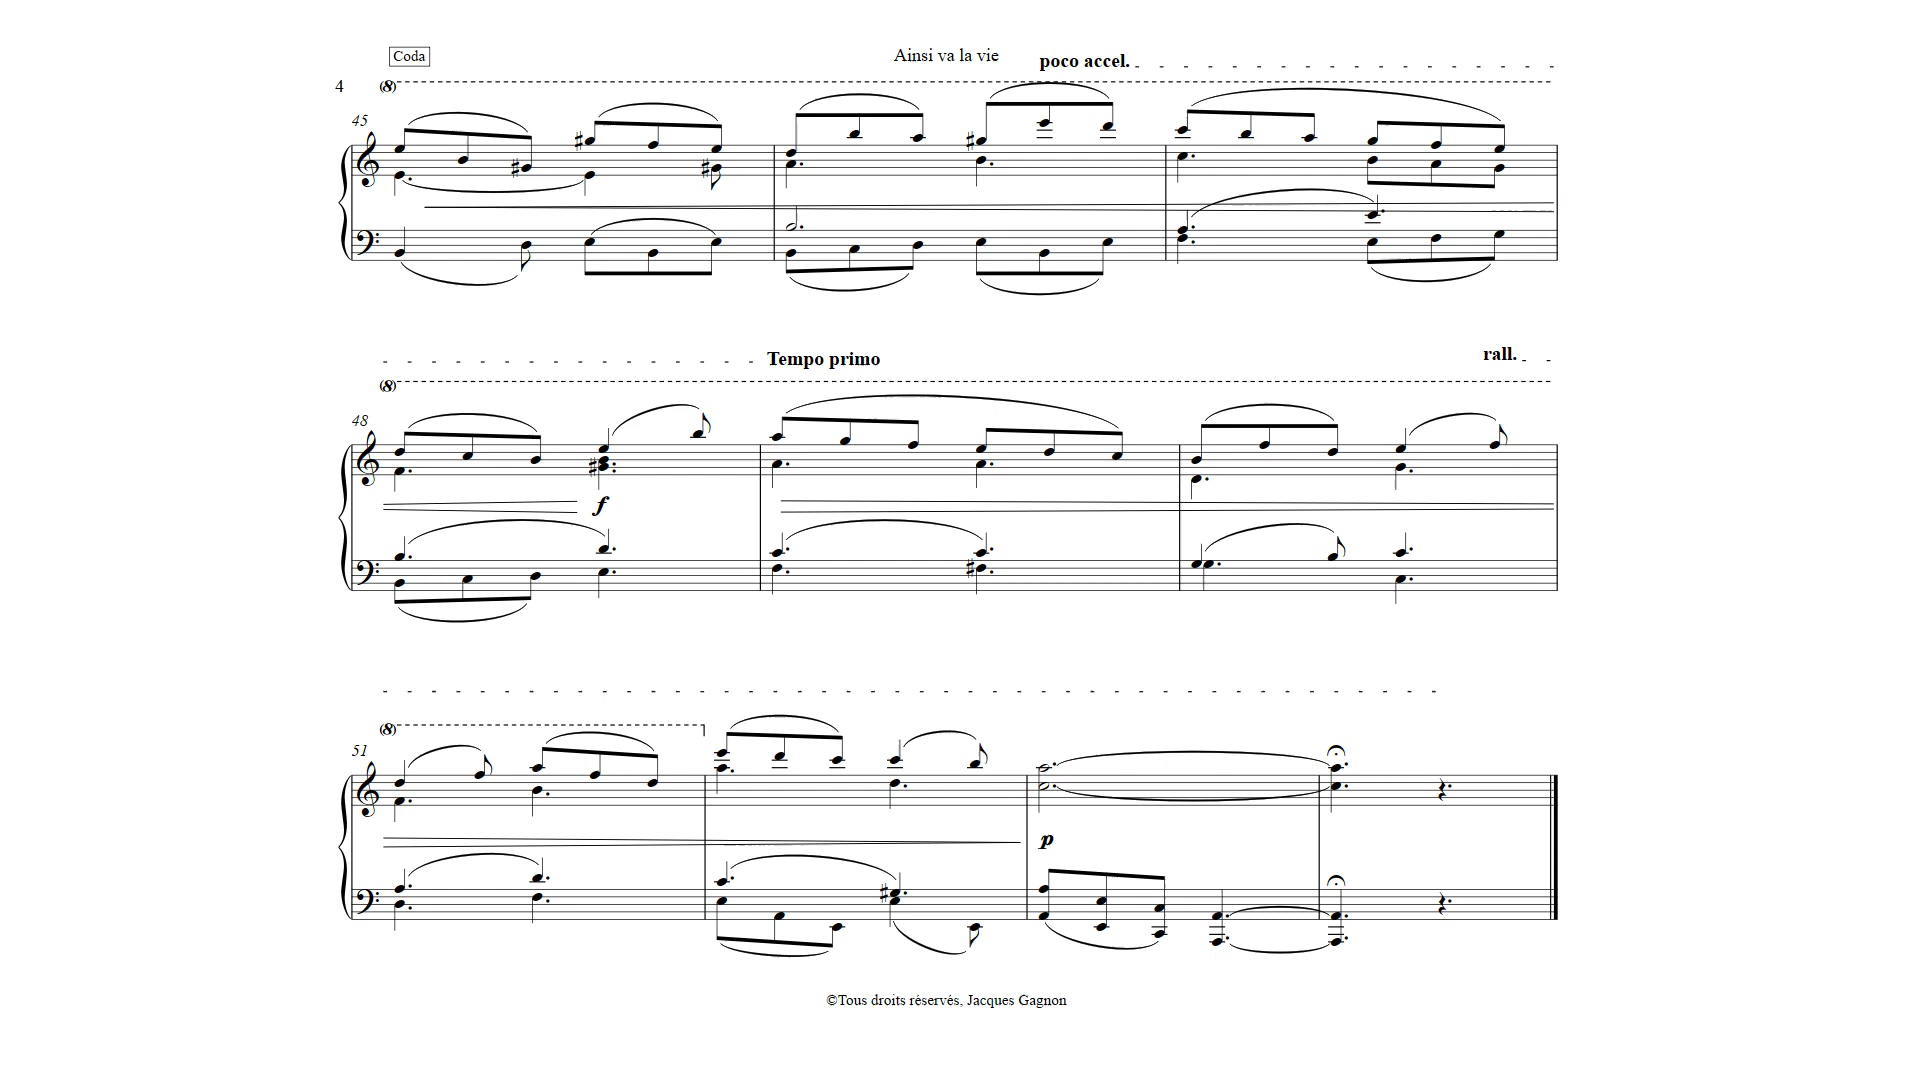 Coda
Ainsi va la vie
poco accel.
4
(8)
45
Tempo primo
rall.
(8)
48
f
(8)
51
p
©Tous droits réservés, Jacques Gagnon